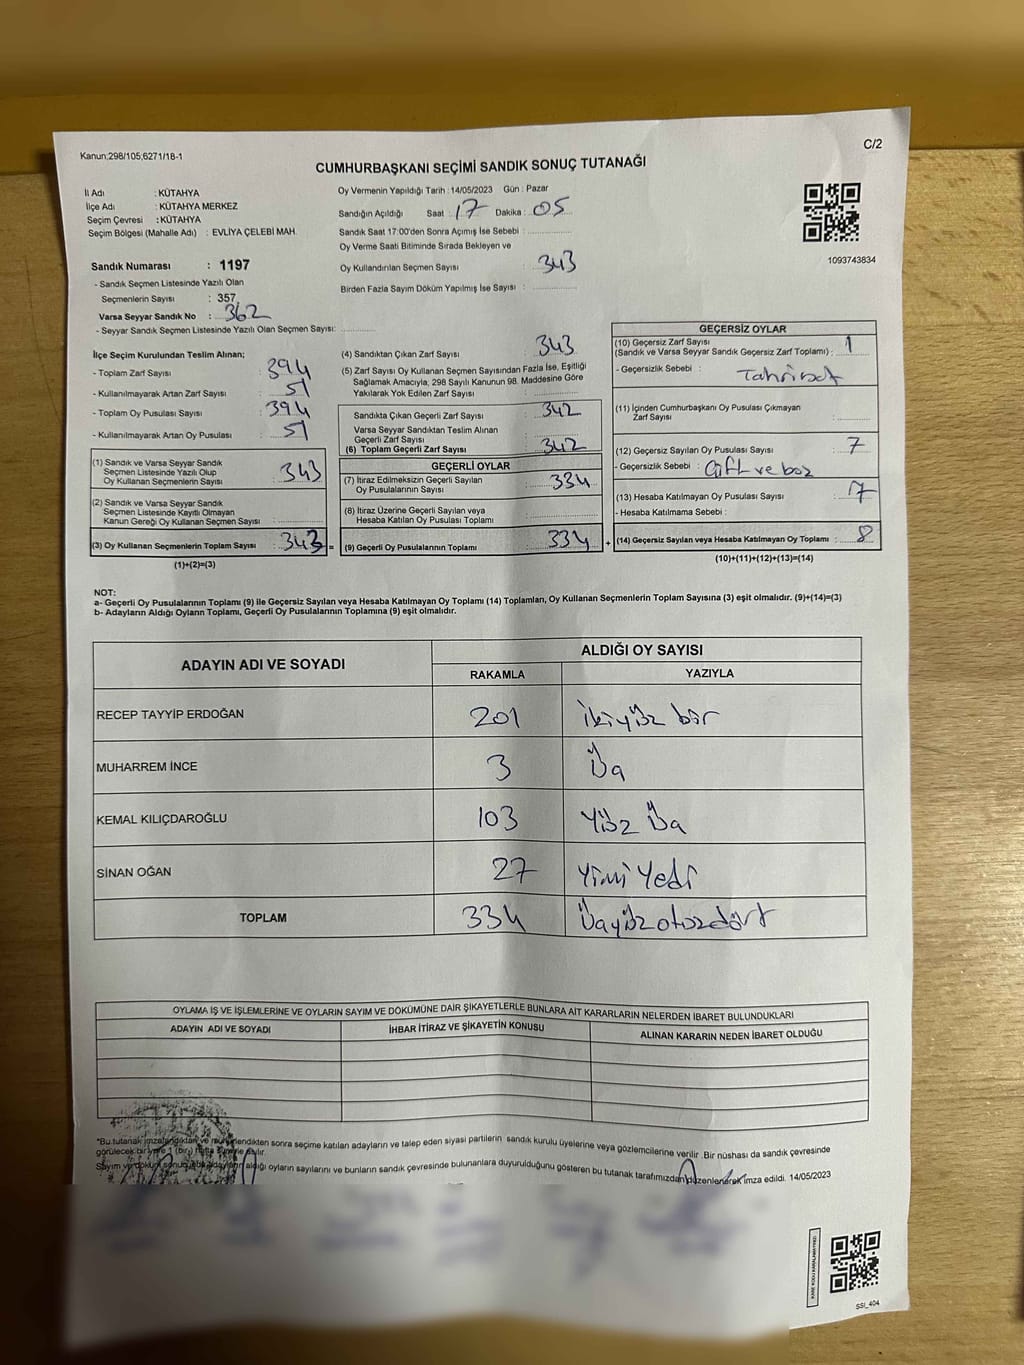 Kanun;298/105;6271/18-1
C/2
CUMHURBAŞKANI SEÇİMİ SANDIK SONUÇ TUTANAĞI
İl Adı : KÜTAHYA
İlçe Adı : KÜTAHYA MERKEZ
Seçim Çevresi : KÜTAHYA
Seçim Bölgesi (Mahalle Adı) : EVLİYA ÇELEBİ MAH.
Sandık Numarası : 1197
- Sandık Seçmen Listesinde Yazılı Olan
Seçmenlerin Sayısı : 357
Varsa Seyyar Sandık No : 362
- Seyyar Sandık Seçmen Listesinde Yazılı Olan Seçmen Sayısı:
Oy Vermenin Yapıldığı Tarih : 14/05/2023 Gün : Pazar
Sandığın Açıldığı Saat : 17 Dakika : 05
Sandık Saat 17:00'den Sonra Açımış İse Sebebi :
Oy Verme Saati Bitiminde Sırada Bekleyen ve
Oy Kullandırılan Seçmen Sayısı : 343
Birden Fazla Sayım Döküm Yapılmış İse Sayısı :
1093743834
İlçe Seçim Kurulundan Teslim Alınan;
- Toplam Zarf Sayısı : 394
- Kullanılmayarak Artan Zarf Sayısı : 51
- Toplam Oy Pusulası Sayısı : 394
- Kullanılmayarak Artan Oy Pusulası : 51
(1) Sandık ve Varsa Seyyar Sandık
Seçmen Listesinde Yazılı Olup
Oy Kullanan Seçmenlerin Sayısı : 343
(2) Sandık ve Varsa Seyyar Sandık
Seçmen Listesinde Kayıtlı Olmayan
Kanun Gereği Oy Kullanan Seçmen Sayısı :
(3) Oy Kullanan Seçmenlerin Toplam Sayısı : 343 =
(1)+(2)=(3)
(4) Sandıktan Çıkan Zarf Sayısı : 343
(5) Zarf Sayısı Oy Kullanan Seçmen Sayısından Fazla İse, Eşitliği
Sağlamak Amacıyla; 298 Sayılı Kanunun 98. Maddesine Göre
Yakılarak Yok Edilen Zarf Sayısı :
Sandıkta Çıkan Geçerli Zarf Sayısı : 342
Varsa Seyyar Sandıktan Teslim Alınan
Geçerli Zarf Sayısı :
(6) Toplam Geçerli Zarf Sayısı : 342
GEÇERLİ OYLAR
(7) İtiraz Edilmeksizin Geçerli Sayılan
Oy Pusulalarının Sayısı : 334
(8) İtiraz Üzerine Geçerli Sayılan veya
Hesaba Katılan Oy Pusulası Toplamı :
(9) Geçerli Oy Pusulalarının Toplamı : 334 +
GEÇERSİZ OYLAR
(10) Geçersiz Zarf Sayısı
(Sandık ve Varsa Seyyar Sandık Geçersiz Zarf Toplamı) : 1
- Geçersizlik Sebebi :
(11) İçinden Cumhurbaşkanı Oy Pusulası Çıkmayan
Zarf Sayısı :
(12) Geçersiz Sayılan Oy Pusulası Sayısı : 7
- Geçersizlik Sebebi : Çift ve boz
(13) Hesaba Katılmayan Oy Pusulası Sayısı :
- Hesaba Katılmama Sebebi :
(14) Geçersiz Sayılan veya Hesaba Katılmayan Oy Toplamı : 8
(10)+(11)+(12)+(13)=(14)
NOT:
a- Geçerli Oy Pusulalarının Toplamı (9) ile Geçersiz Sayılan veya Hesaba Katılmayan Oy Toplamı (14) Toplamları, Oy Kullanan Seçmenlerin Toplam Sayısına (3) eşit olmalıdır. (9)+(14)=(3)
b- Adayların Aldığı Oyların Toplamı, Geçerli Oy Pusulalarının Toplamına (9) eşit olmalıdır.
ADAYIN ADI VE SOYADI
ALDIĞI OY SAYISI
RAKAMLA YAZIYLA
RECEP TAYYİP ERDOĞAN 201 ikiyüz bir
MUHARREM İNCE 3 Üç
KEMAL KILIÇDAROĞLU 103 Yüz Üç
SİNAN OĞAN 27 Yirmi Yedi
TOPLAM 334 Üçyüzotuzdört
OYLAMA İŞ VE İŞLEMLERİNE VE OYLARIN SAYIM VE DÖKÜMÜNE DAİR ŞİKAYETLERLE BUNLARA AİT KARARLARIN NELERDEN İBARET BULUNDUKLARI
ADAYIN ADI VE SOYADI İHBAR İTİRAZ VE ŞİKAYETİN KONUSU ALINAN KARARIN NEDEN İBARET OLDUĞU
*Bu tutanak imzalandıktan ve mühürlendikten sonra seçime katılan adayların ve talep eden siyasi partilerin sandık kurulu üyelerine veya gözlemcilerine verilir .Bir nüshası da sandık çevresinde
görülecek bir yere 1 (bir) hafta süreyle asılır.
Sayım ve döküm sonucu adayların aldığı oyların sayılarını ve bunların sandık çevresinde bulunanlara duyurulduğunu gösteren bu tutanak tarafımızdan düzenlenerek imza edildi. 14/05/2023
SSI_404